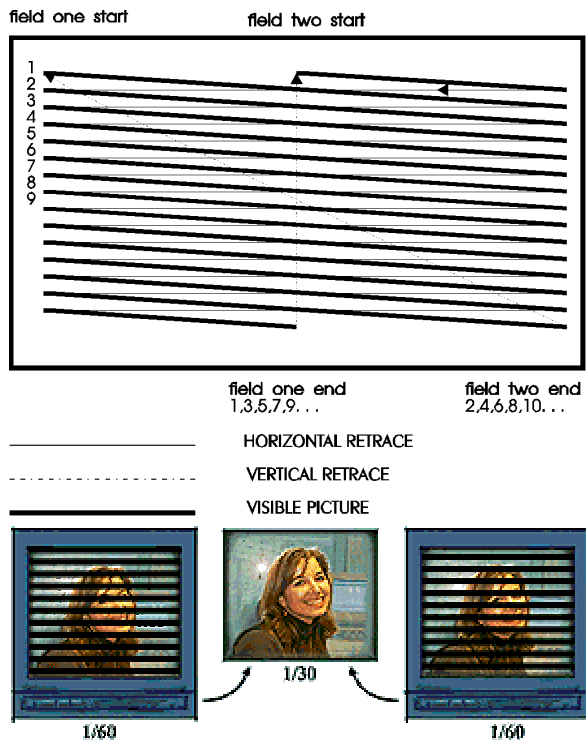 field one start
field two start
1
2
3
4
5
6
7
8
9
field one end
1,3,5,7,9. . .
field two end
2,4,6,8,10. . .
HORIZONTAL RETRACE
VERTICAL RETRACE
VISIBLE PICTURE
1/60
1/30
1/60